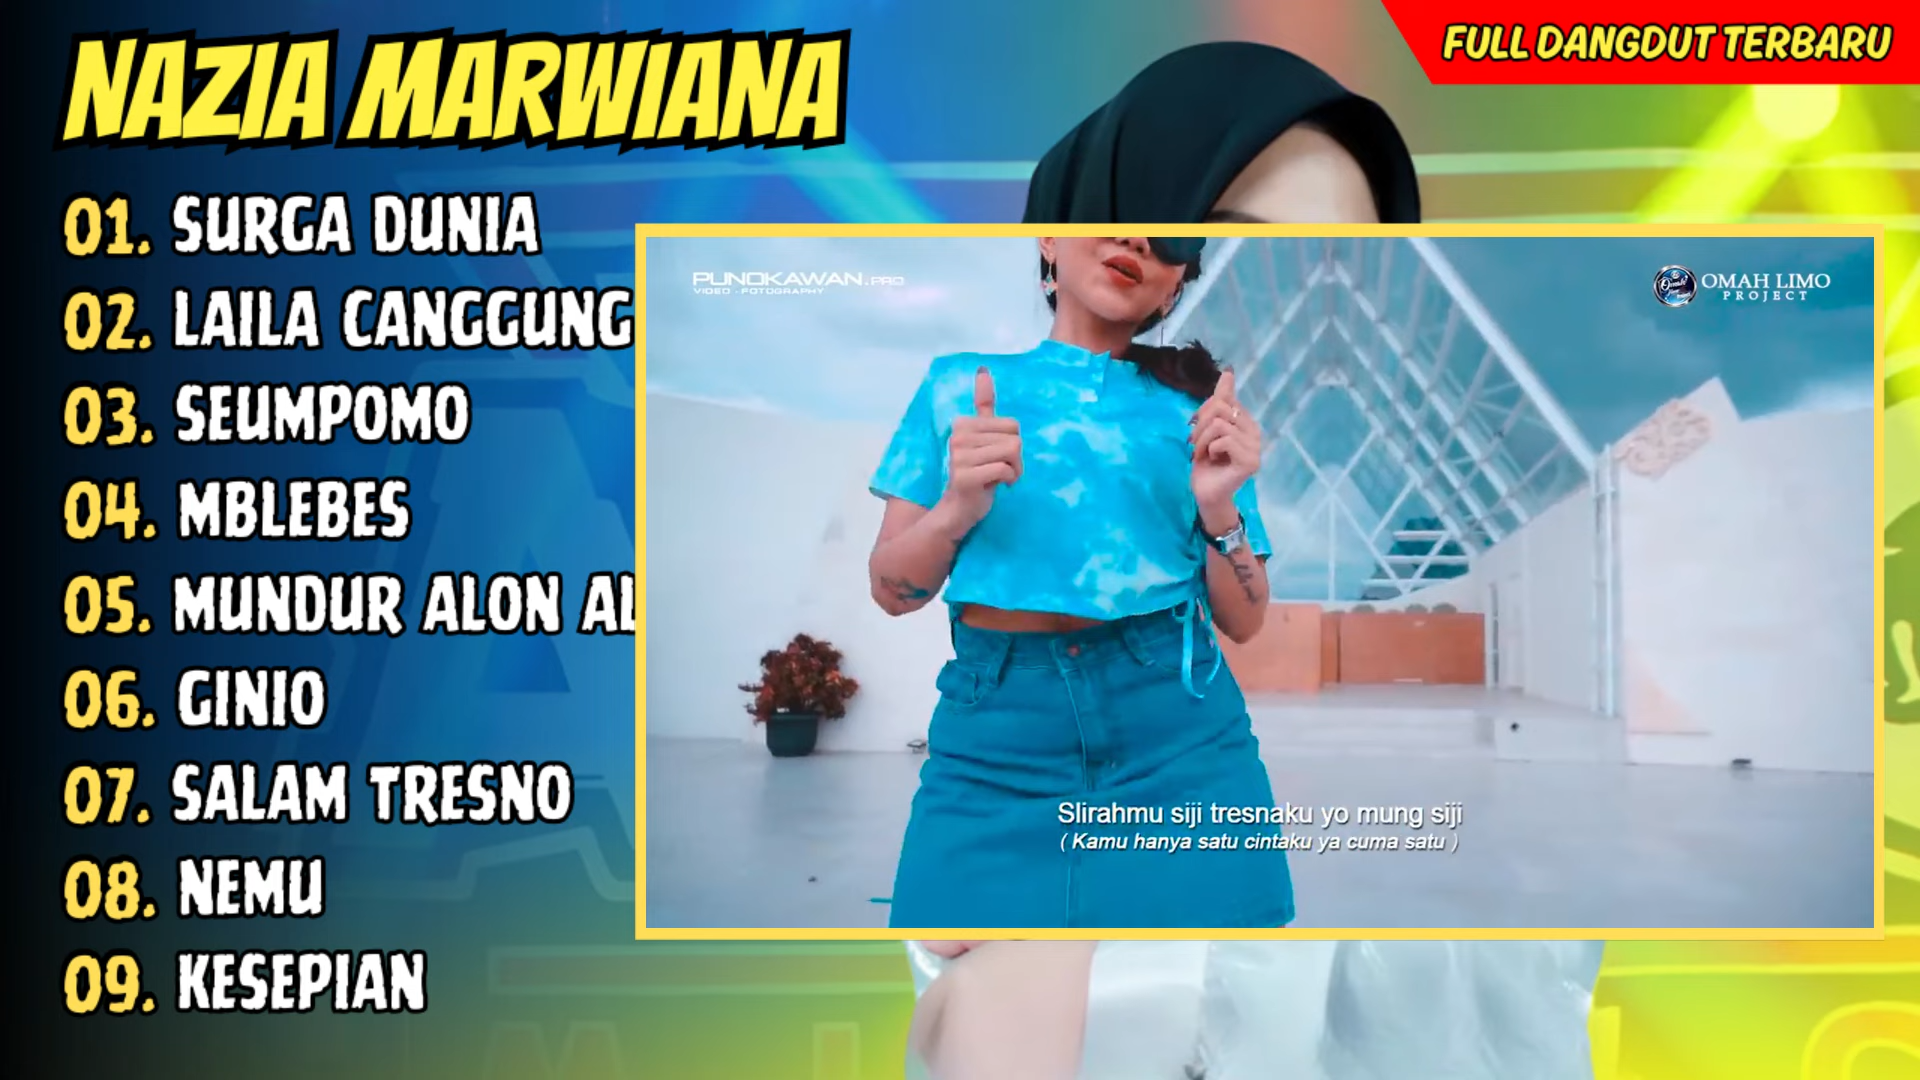 NAZIA MARWIANA
FULL DANGDUT TERBARU
01. SURGA DUNIA
02. LAILA CANGGUNG
03. SEUMPOMO
04. MBLEBES
05. MUNDUR ALON AL
06. GINIO
07. SALAM TRESNO
08. NEMU
09. KESEPIAN
PUNOKAWAN.PRO
VIDEO - FOTOGRAPHY
OMAH LIMO
PROJECT
Slirahmu siji tresnaku yo mung siji
( Kamu hanya satu cintaku ya cuma satu )